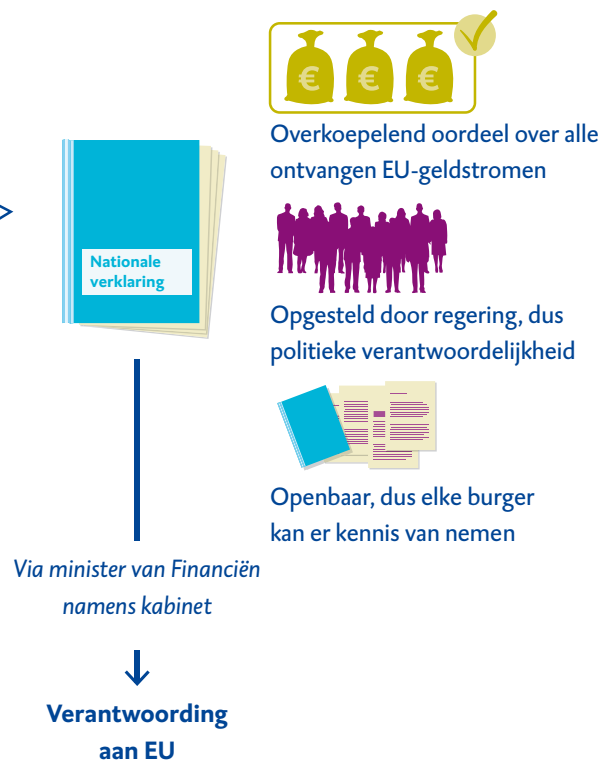 € € €
Overkoepelend oordeel over alle
ontvangen EU-geldstromen
Nationale
verklaring
Opgesteld door regering, dus
politieke verantwoordelijkheid
Openbaar, dus elke burger
kan er kennis van nemen
Via minister van Financiën
namens kabinet
Verantwoording
aan EU